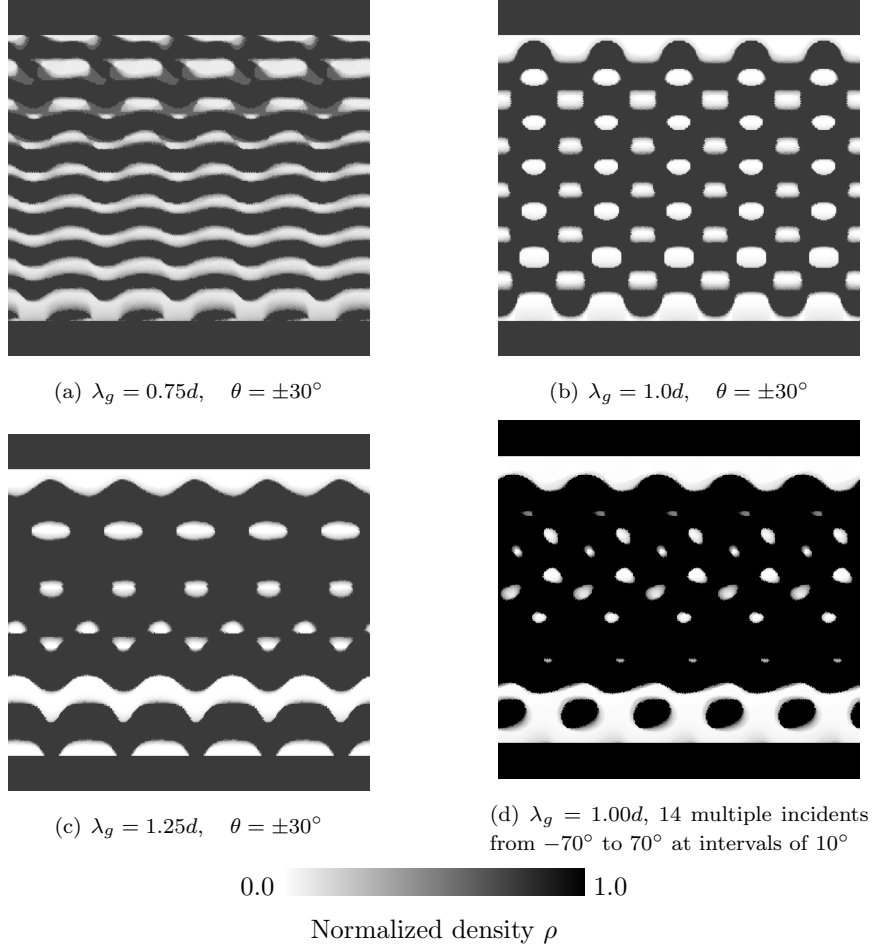 (a) λg = 0.75d, θ = ±30°
(b) λg = 1.0d, θ = ±30°
(c) λg = 1.25d, θ = ±30°
(d) λg = 1.00d, 14 multiple incidents
from −70° to 70° at intervals of 10°
0.0 1.0
Normalized density ρ